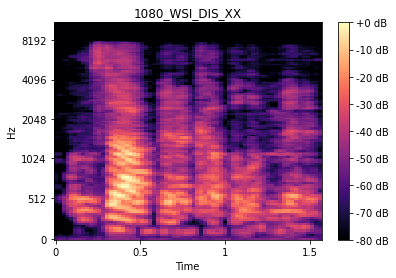 1080_WSI_DIS_XX
8192
4096
2048
1024
512
0
Hz
0
0.5
1
1.5
Time
+0 dB
-10 dB
-20 dB
-30 dB
-40 dB
-50 dB
-60 dB
-70 dB
-80 dB